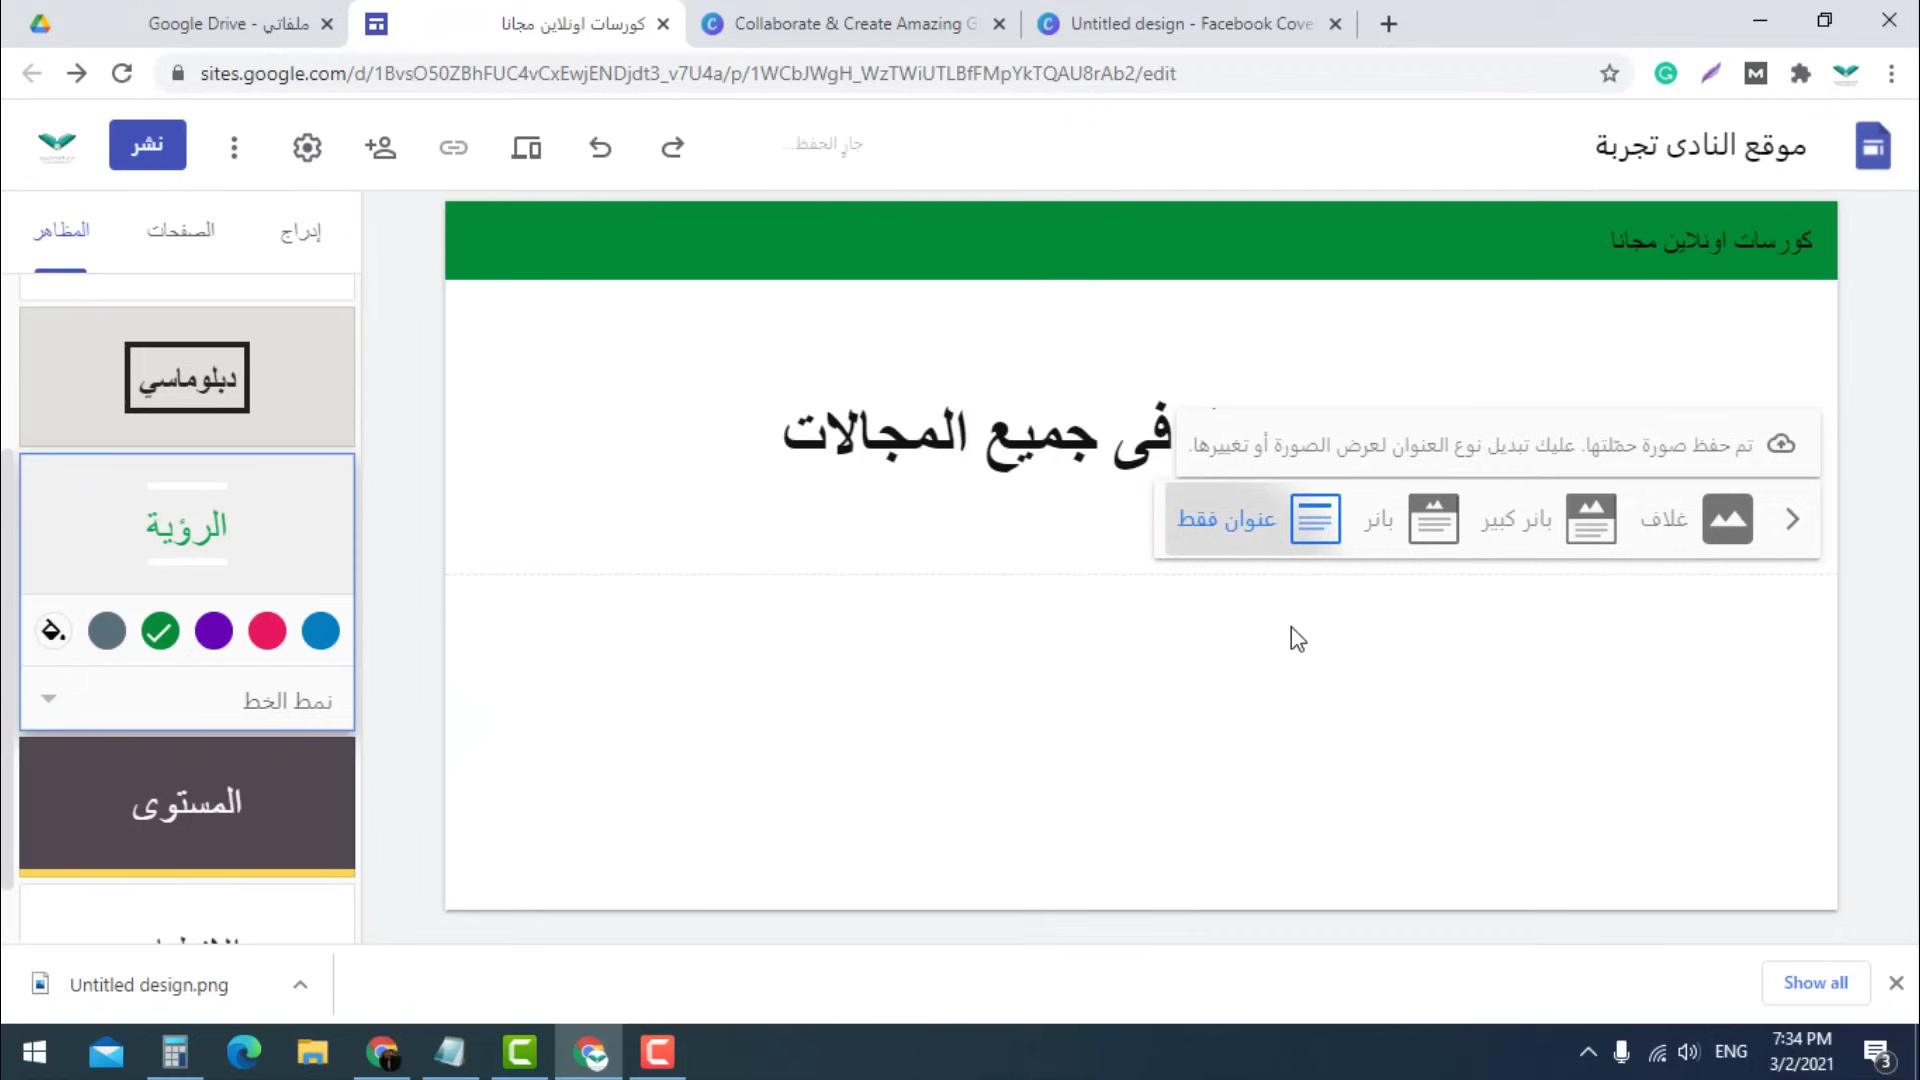 ملفاتي - Google Drive
كورسات اونلاين مجانا
Collaborate & Create Amazing G
Untitled design - Facebook Cove
sites.google.com/d/1BvsO50ZBhFUC4vCxEwjENDjdt3_v7U4a/p/1WCbJWgH_WzTWiUTLBfFMpYkTQAU8rAb2/edit
موقع النادى تجربة
جارٍ الحفظ...
نشر
إدراج
الصفحات
المظاهر
كورسات اونلاين مجانا
دبلوماسي
فى جميع المجالات
تم حفظ صورة حمّلتها. عليك تبديل نوع العنوان لعرض الصورة أو تغييرها.
غلاف
بانر كبير
بانر
عنوان فقط
الرؤية
نمط الخط
المستوى
Untitled design.png
Show all
ENG
7:34 PM
3/2/2021
3